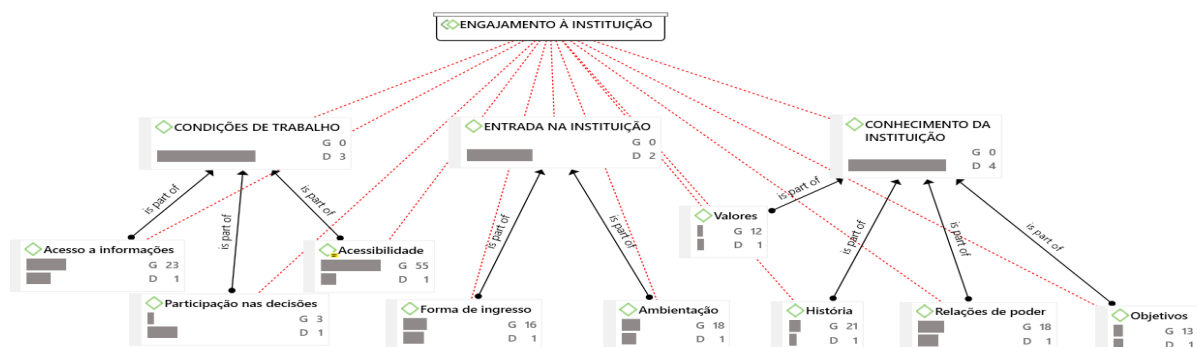 ENGAJAMENTO À INSTITUIÇÃO
CONDIÇÕES DE TRABALHO
G 0
D 3
ENTRADA NA INSTITUIÇÃO
G 0
D 2
CONHECIMENTO DA
INSTITUIÇÃO
G 0
D 4
is part of
is part of
is part of
is part of
is part of
is part of
is part of
is part of
is part of
Valores
G 12
D 1
Acesso a informações
G 23
D 1
Acessibilidade
G 55
D 1
Participação nas decisões
G 3
D 1
Forma de ingresso
G 16
D 1
Ambientação
G 18
D 1
História
G 21
D 1
Relações de poder
G 18
D 1
Objetivos
G 13
D 1